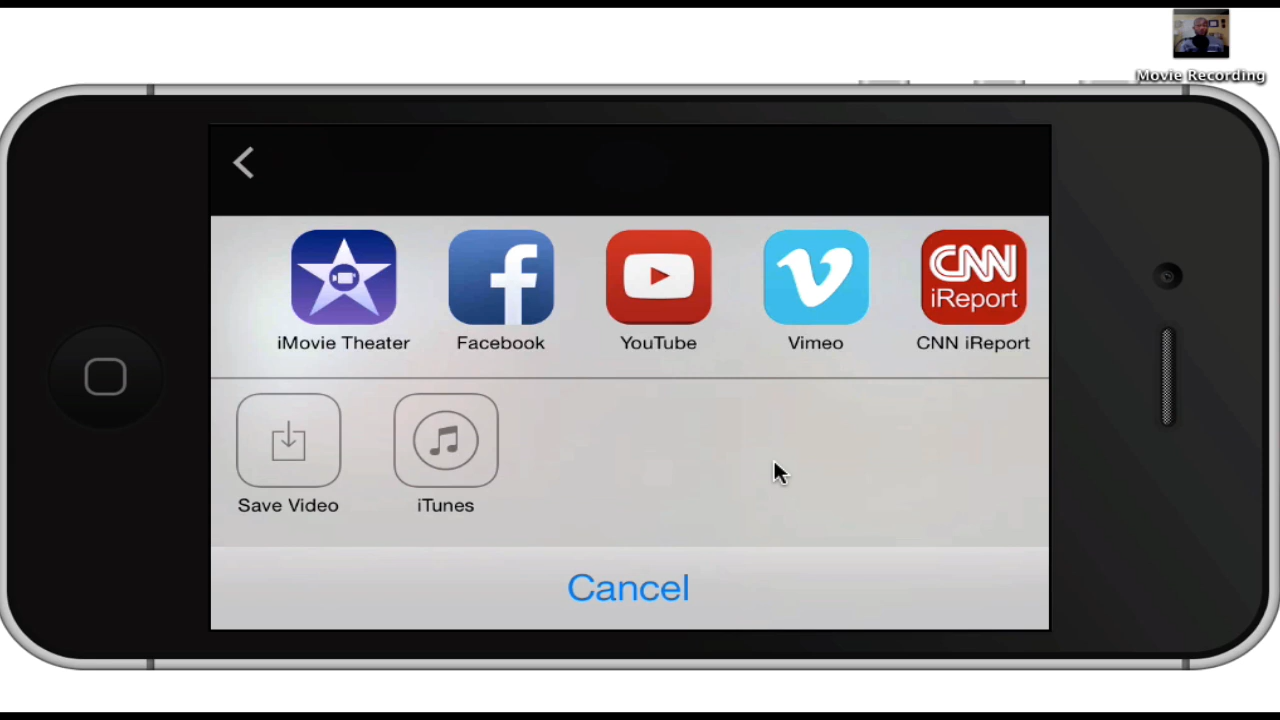 Movie Recording
CNN
iReport
iMovie Theater
Facebook
YouTube
Vimeo
CNN iReport
Save Video
iTunes
Cancel